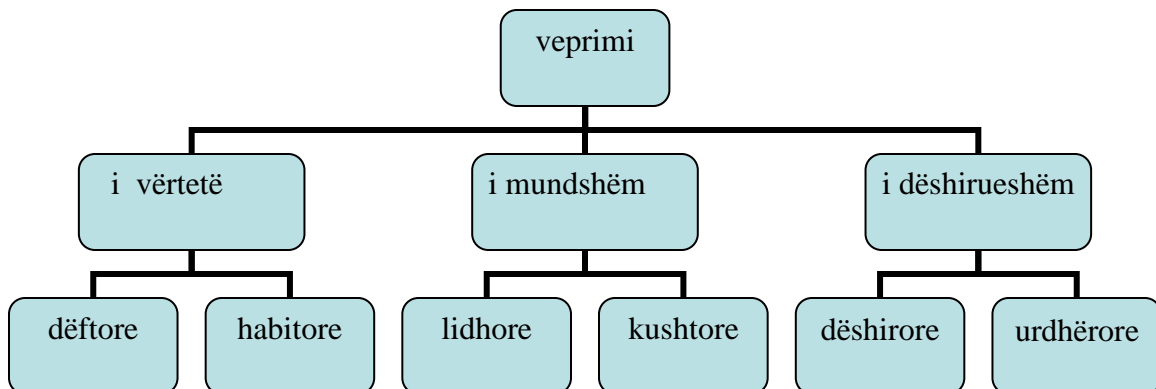 veprimi
i vërtetë
i mundshëm
i dëshirueshëm
dëftore
habitore
lidhore
kushtore
dëshirore
urdhërore